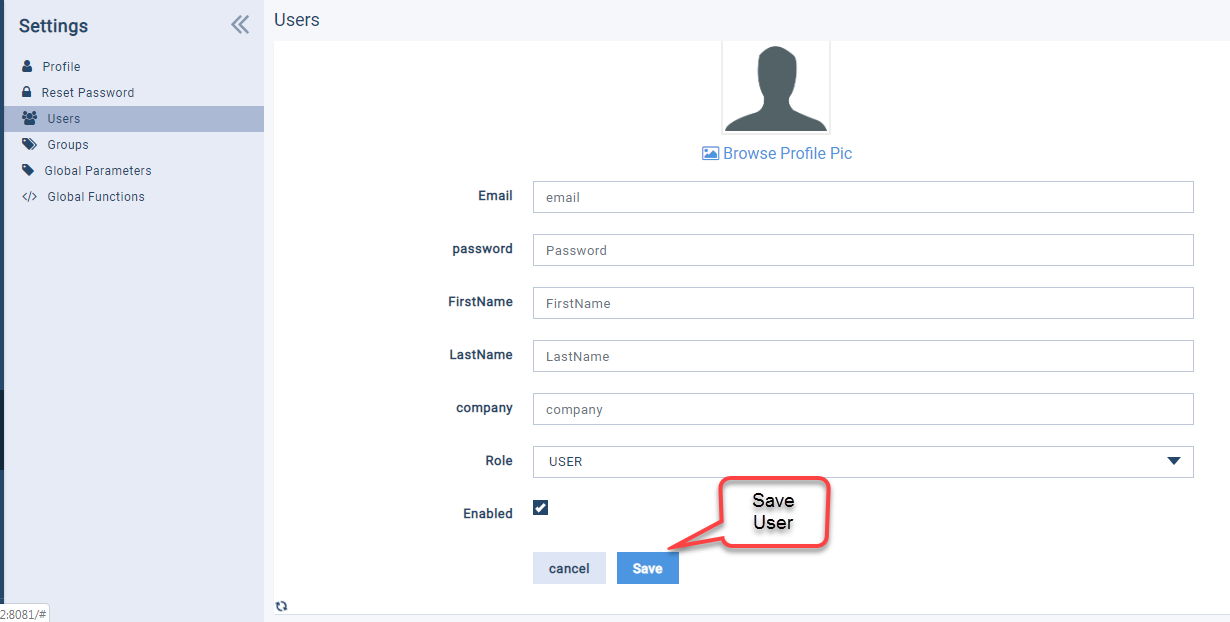 Settings
Profile
Reset Password
Users
Groups
Global Parameters
Global Functions
Users
Browse Profile Pic
Email
email
password
Password
FirstName
FirstName
LastName
LastName
company
company
Role
USER
Enabled
Save
User
cancel
Save
2:8081/#